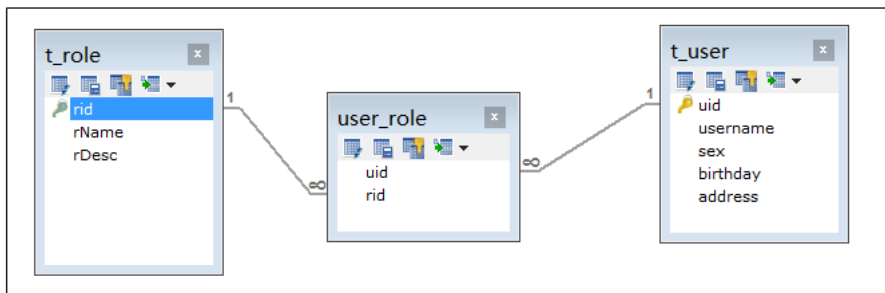 t_role
x
rid
rName
rDesc
1
∞
user_role
x
uid
rid
∞
1
t_user
x
uid
username
sex
birthday
address